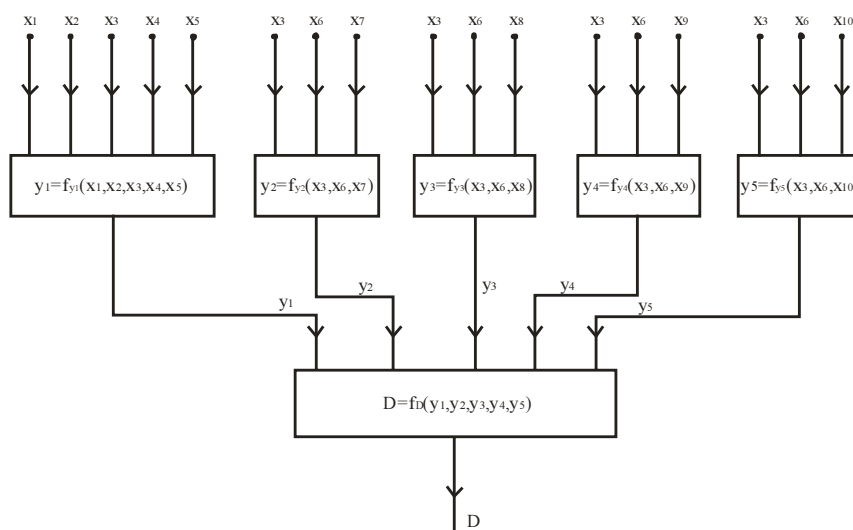 x1 x2 x3 x4 x5 x3 x6 x7 x3 x6 x8 x3 x6 x9 x3 x6 x10
y1=fy1(x1,x2,x3,x4,x5) y2=fy2(x3,x6,x7) y3=fy3(x3,x6,x8) y4=fy4(x3,x6,x9) y5=fy5(x3,x6,x10
y1 y2 y3 y4 y5
D=fD(y1,y2,y3,y4,y5)
D